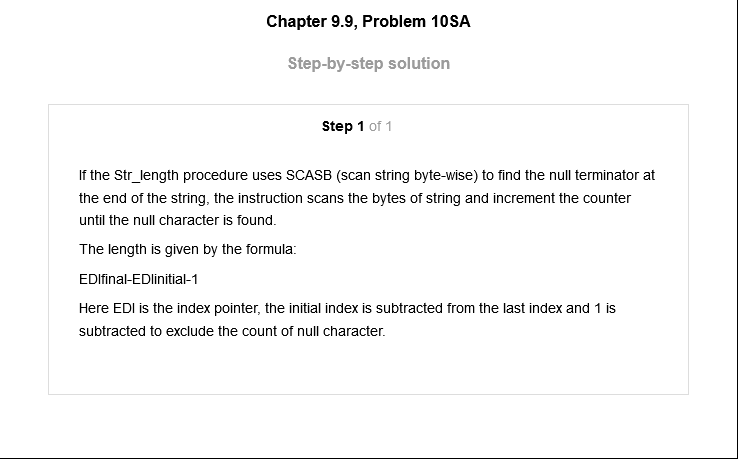 Chapter 9.9, Problem 10SA
Step-by-step solution
Step 1 of 1
If the Str_length procedure uses SCASB (scan string byte-wise) to find the null terminator at
the end of the string, the instruction scans the bytes of string and increment the counter
until the null character is found.
The length is given by the formula:
EDIfinal-EDIinitial-1
Here EDI is the index pointer, the initial index is subtracted from the last index and 1 is
subtracted to exclude the count of null character.